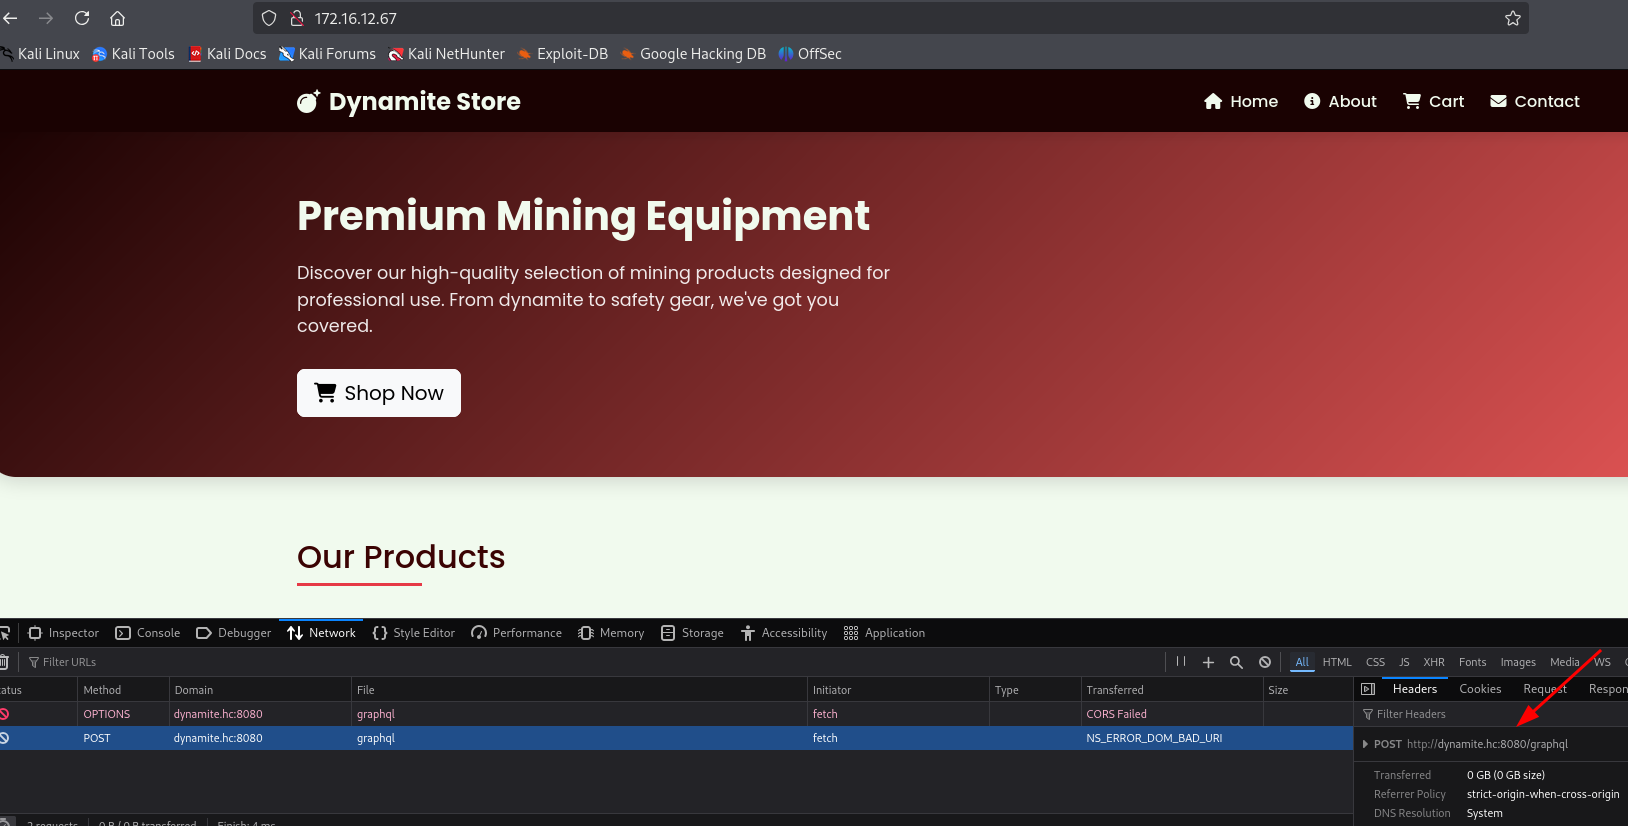 172.16.12.67
Kali Linux Kali Tools Kali Docs Kali Forums Kali NetHunter Exploit-DB Google Hacking DB OffSec
Dynamite Store Home About Cart Contact
Premium Mining Equipment
Discover our high-quality selection of mining products designed for
professional use. From dynamite to safety gear, we've got you
covered.
Shop Now
Our Products
Inspector Console Debugger Network Style Editor Performance Memory Storage Accessibility Application
Filter URLs All HTML CSS JS XHR Fonts Images Media WS
atus Method Domain File Initiator Type Transferred Size Headers Cookies Request Respon
OPTIONS dynamite.hc:8080 graphql fetch CORS Failed Filter Headers
POST dynamite.hc:8080 graphql fetch NS_ERROR_DOM_BAD_URI POST http://dynamite.hc:8080/graphql
Transferred 0 GB (0 GB size)
Referrer Policy strict-origin-when-cross-origin
DNS Resolution System
2 requests 0 B / 0 B transferred Finish: 4 ms